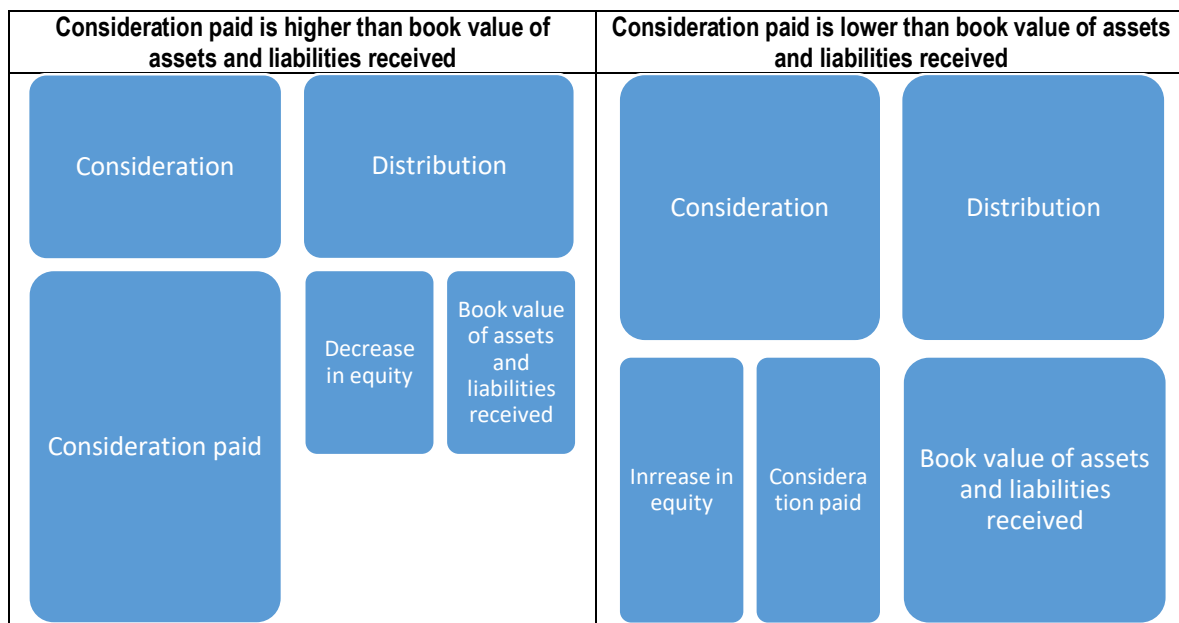 Consideration paid is higher than book value of
assets and liabilities received
Consideration paid is lower than book value of assets
and liabilities received
Consideration
Distribution
Consideration paid
Decrease
in equity
Book value
of assets
and
liabilities
received
Consideration
Distribution
Inrrease in
equity
Considera
tion paid
Book value of assets
and liabilities
received